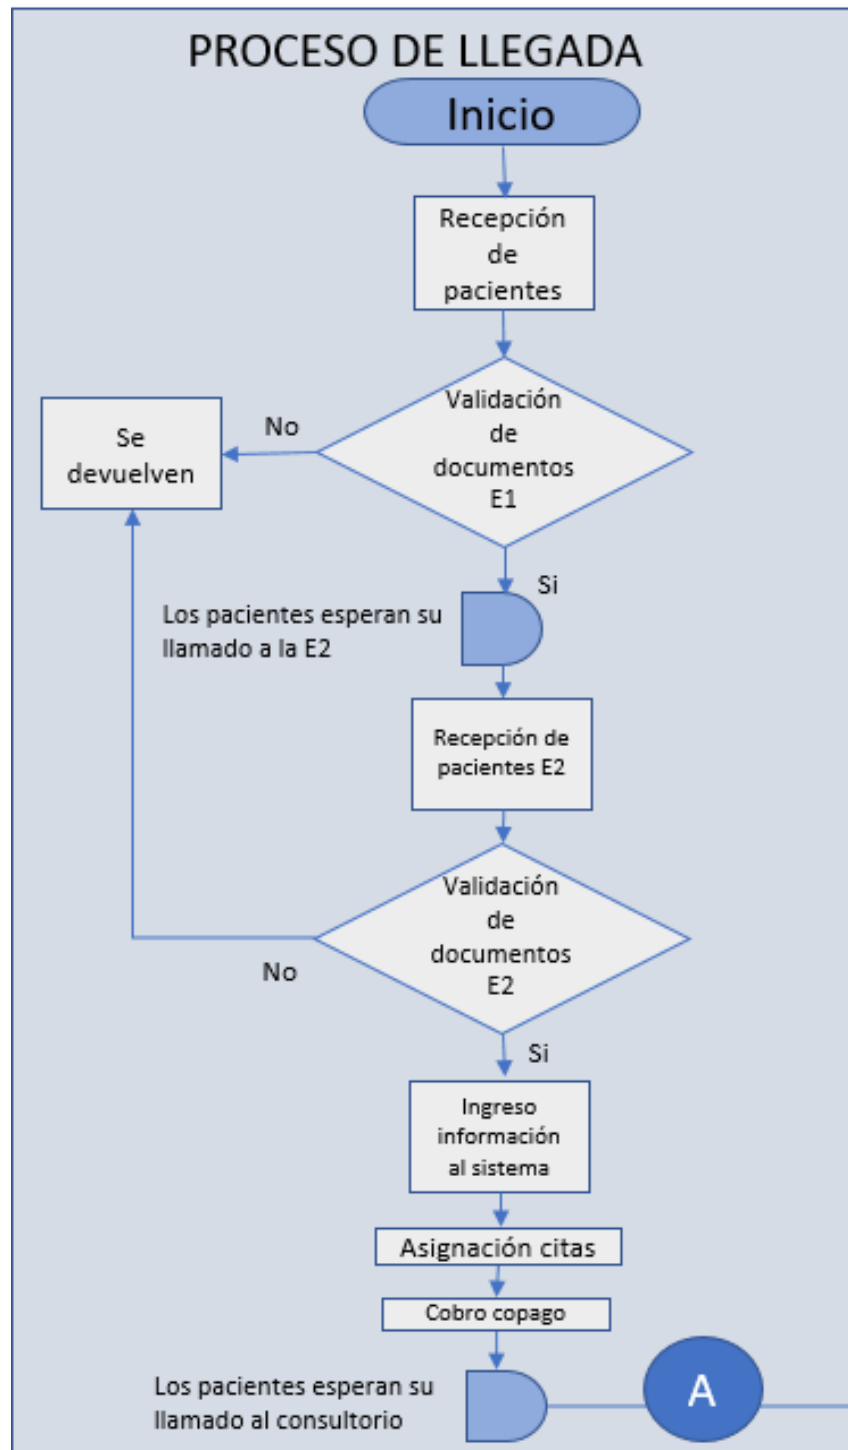 PROCESO DE LLEGADA
Inicio
Recepción
de
pacientes
Validación
de
documentos
E1
No
Se
devuelven
Si
Los pacientes esperan su
llamado a la E2
Recepción de
pacientes E2
Validación
de
documentos
E2
No
Si
Ingreso
información
al sistema
Asignación citas
Cobro copago
Los pacientes esperan su
llamado al consultorio
A